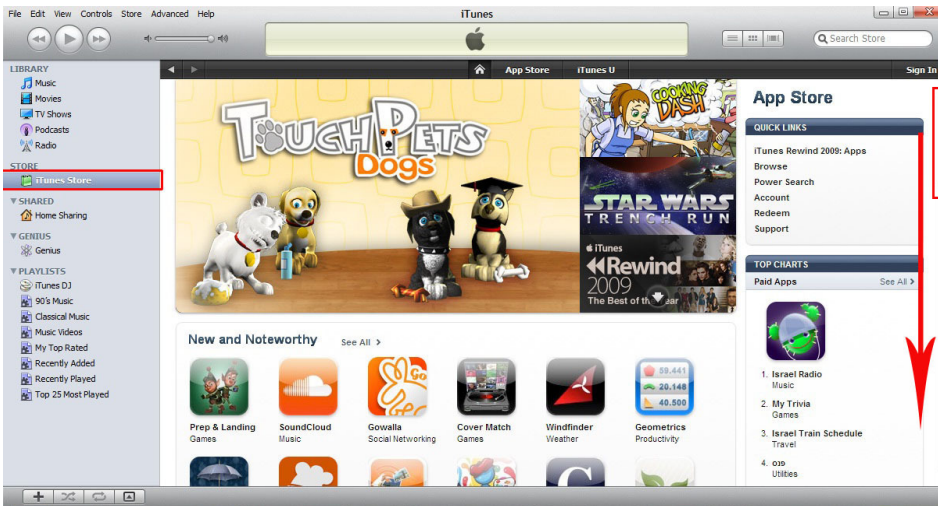 File Edit View Controls Store Advanced Help
iTunes
Search Store
LIBRARY
Music
Movies
TV Shows
Podcasts
Radio
STORE
iTunes Store
SHARED
Home Sharing
GENIUS
Genius
PLAYLISTS
iTunes DJ
90's Music
Classical Music
Music Videos
My Top Rated
Recently Added
Recently Played
Top 25 Most Played
App Store iTunes U Sign In
TOUCH PETS
Dogs
COOKING
DASH
STAR WARS
TRENCH RUN
iTunes
Rewind
2009
The Best of the Year
New and Noteworthy See All >
59.441
20.148
40.500
Go
Prep & Landing
Games
SoundCloud
Music
Gowalla
Social Networking
Cover Match
Games
Windfinder
Weather
Geometrics
Productivity
C
App Store
QUICK LINKS
iTunes Rewind 2009: Apps
Browse
Power Search
Account
Redeem
Support
TOP CHARTS
Paid Apps See All >
1. Israel Radio
Music
2. My Trivia
Games
3. Israel Train Schedule
Travel
4. פנס
Utilities